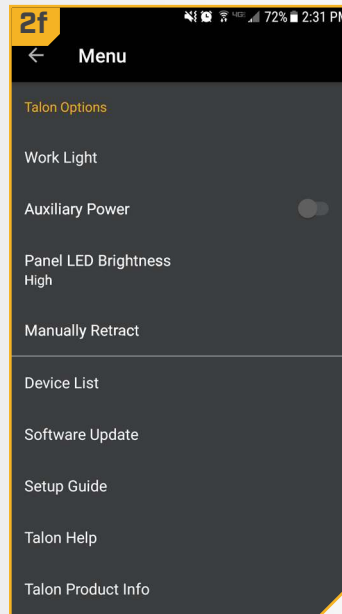 2f
4G 72% 2:31 PM
Menu
Talon Options
Work Light
Auxiliary Power
Panel LED Brightness
High
Manually Retract
Device List
Software Update
Setup Guide
Talon Help
Talon Product Info